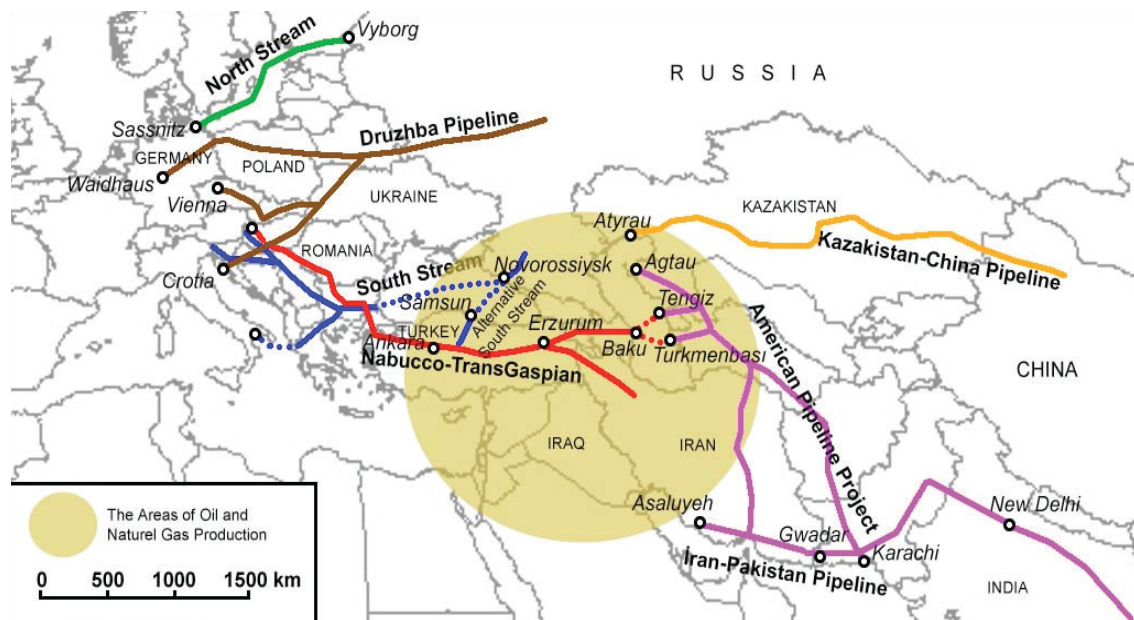 Vyborg
North Stream
R U S S I A
Sassnitz
Druzhba Pipeline
GERMANY
POLAND
Waidhaus
Vienna
UKRAINE
KAZAKISTAN
Atyrau
ROMANIA
Kazakistan-China Pipeline
Crotia
South Stream
Novorossiysk
Agtau
Samsun
Alternative
South Stream
Tengiz
TURKEY
Erzurum
Ankara
Baku
Turkmenbası
Nabucco-TransGaspian
American Pipeline Project
CHINA
IRAQ
IRAN
Asaluyeh
New Delhi
Gwadar
Karachi
İran-Pakistan Pipeline
INDIA
The Areas of Oil and
Naturel Gas Production
0 500 1000 1500 km